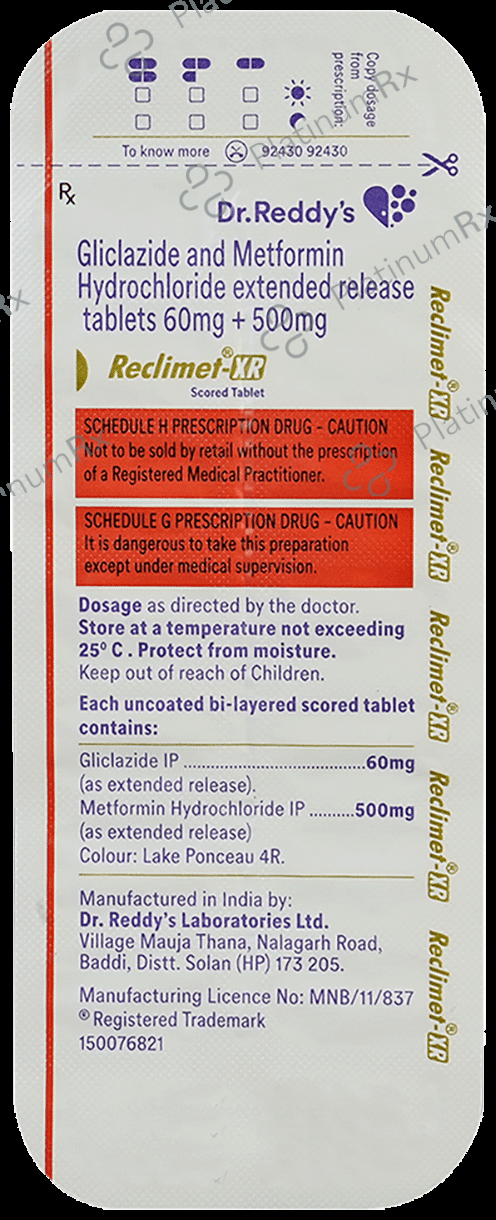 Copy dosage
from
prescription:
To know more 92430 92430
Rx
Dr.Reddy's
Gliclazide and Metformin
Hydrochloride extended release
tablets 60mg + 500mg
Reclimet®-XR
Scored Tablet
SCHEDULE H PRESCRIPTION DRUG - CAUTION
Not to be sold by retail without the prescription
of a Registered Medical Practitioner.
SCHEDULE G PRESCRIPTION DRUG - CAUTION
It is dangerous to take this preparation
except under medical supervision.
Dosage as directed by the doctor.
Store at a temperature not exceeding
25° C . Protect from moisture.
Keep out of reach of Children.
Each uncoated bi-layered scored tablet
contains:
Gliclazide IP ......................................60mg
(as extended release).
Metformin Hydrochloride IP ..........500mg
(as extended release)
Colour: Lake Ponceau 4R.
Manufactured in India by:
Dr. Reddy's Laboratories Ltd.
Village Mauja Thana, Nalagarh Road,
Baddi, Distt. Solan (HP) 173 205.
Manufacturing Licence No: MNB/11/837
® Registered Trademark
150076821
Reclimet®-XR
Reclimet®-XR
Reclimet®-XR
Reclimet®-XR
Reclimet®-XR
PlatinumRx
PlatinumRx
PlatinumRx